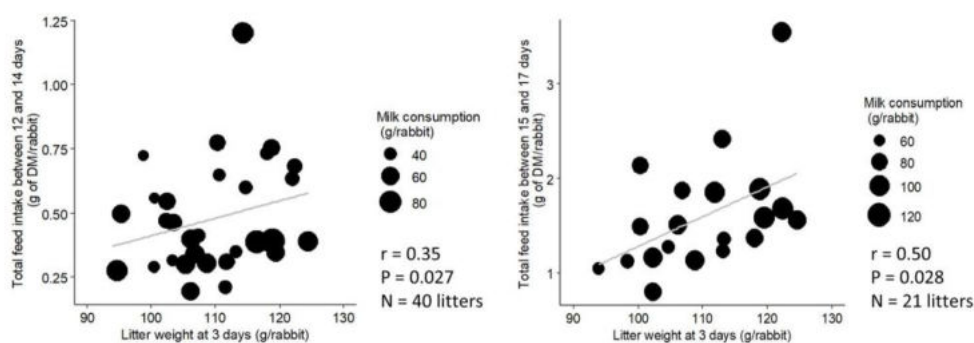 Total feed intake between 12 and 14 days
(g of DM/rabbit)
1.25
1.00
0.75
0.50
0.25
90
100
110
120
130
Litter weight at 3 days (g/rabbit)
Milk consumption
(g/rabbit)
40
60
80
r = 0.35
P = 0.027
N = 40 litters
Total feed intake between 15 and 17 days
(g of DM/rabbit)
3
2
1
90
100
110
120
130
Litter weight at 3 days (g/rabbit)
Milk consumption
(g/rabbit)
60
80
100
120
r = 0.50
P = 0.028
N = 21 litters